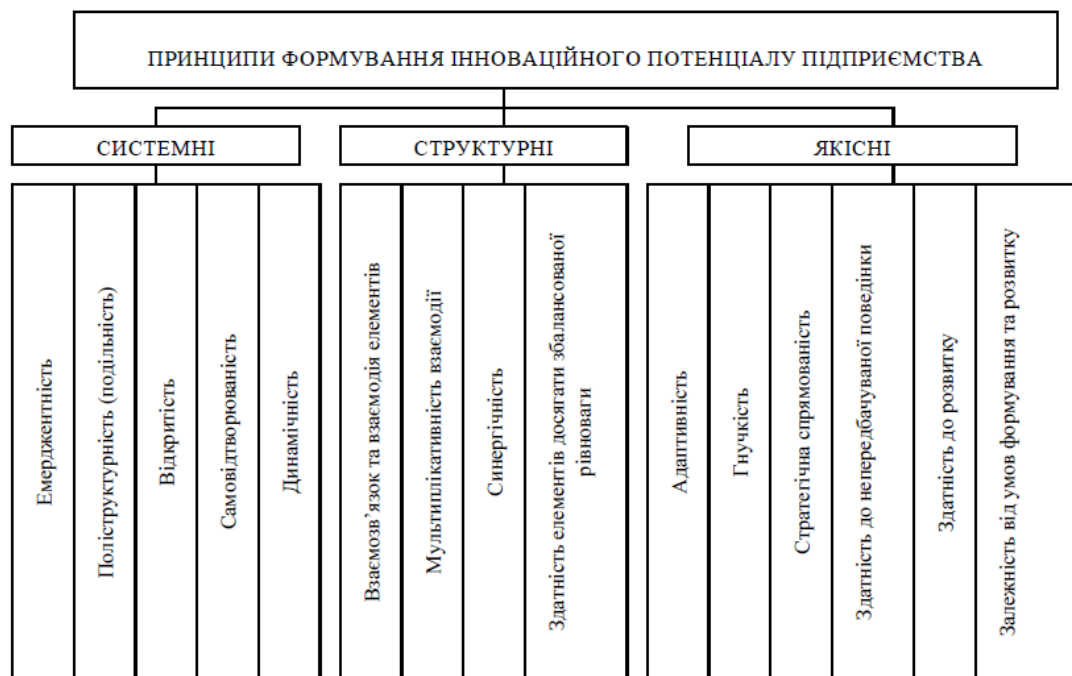 ПРИНЦИПИ ФОРМУВАННЯ ІННОВАЦІЙНОГО ПОТЕНЦІАЛУ ПІДПРИЄМСТВА
СИСТЕМНІ
СТРУКТУРНІ
ЯКІСНІ
Емерджентність
Поліструктурність (подільність)
Відкритість
Самовідтворюваність
Динамічність
Взаємозв’язок та взаємодія елементів
Мультиплікативність взаємодії
Синергічність
Здатність елементів досягати збалансованої
рівноваги
Адаптивність
Гнучкість
Стратегічна спрямованість
Здатність до непередбачуваної поведінки
Здатність до розвитку
Залежність від умов формування та розвитку